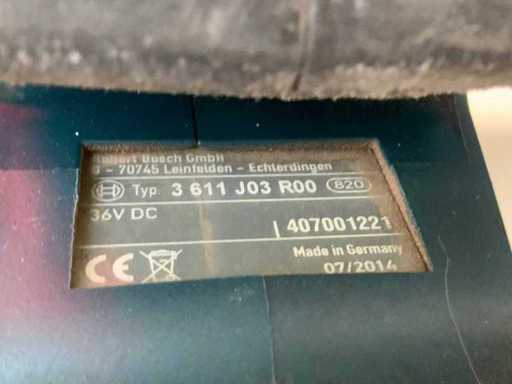 Robert Bosch GmbH
D - 70745 Leinfelden - Echterdingen
Typ: 3 611 J03 R00 820
36V DC
407001221
CE
Made in Germany
07/2014